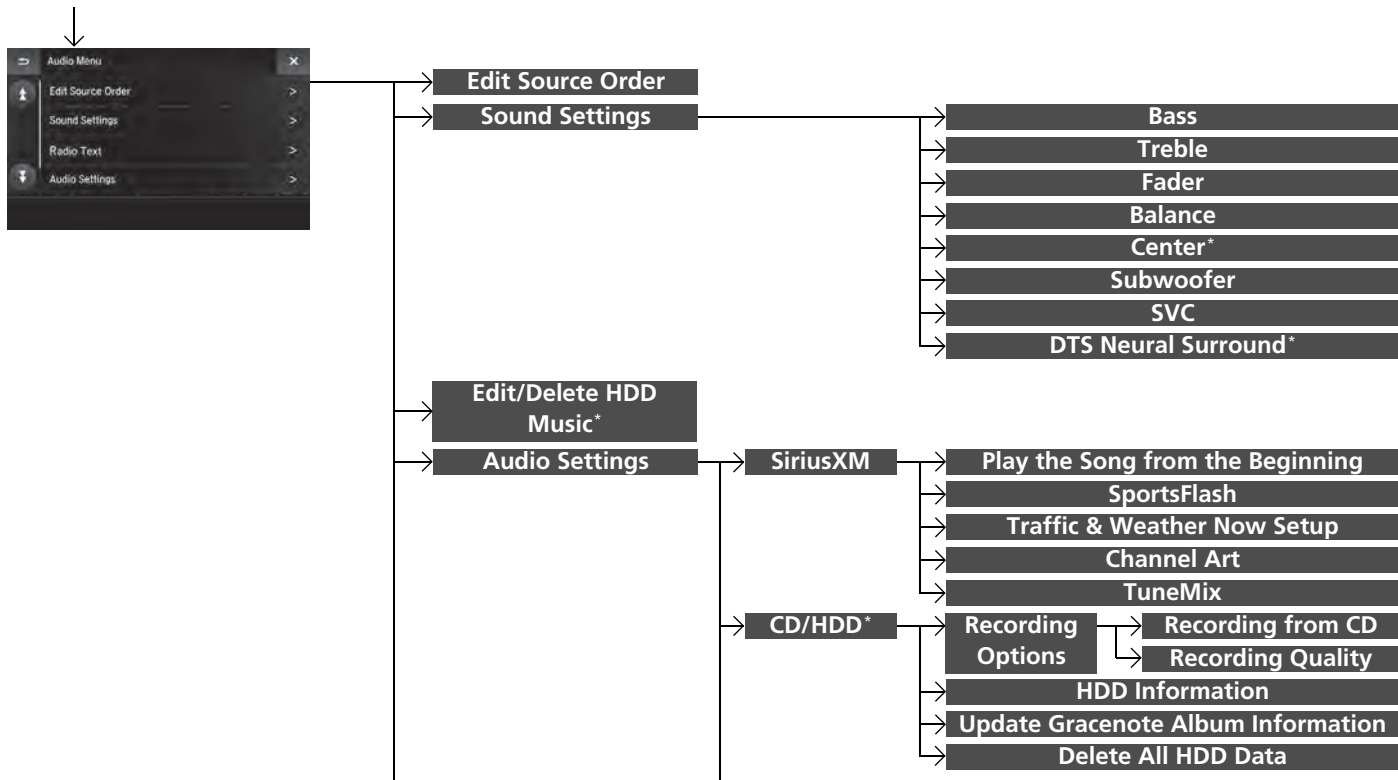 Audio Menu
Edit Source Order
Sound Settings
Radio Text
Audio Settings
Edit Source Order
Sound Settings
Bass
Treble
Fader
Balance
Center*
Subwoofer
SVC
DTS Neural Surround*
Edit/Delete HDD
Music*
Audio Settings
SiriusXM
Play the Song from the Beginning
SportsFlash
Traffic & Weather Now Setup
Channel Art
TuneMix
CD/HDD*
Recording
Options
Recording from CD
Recording Quality
HDD Information
Update Gracenote Album Information
Delete All HDD Data